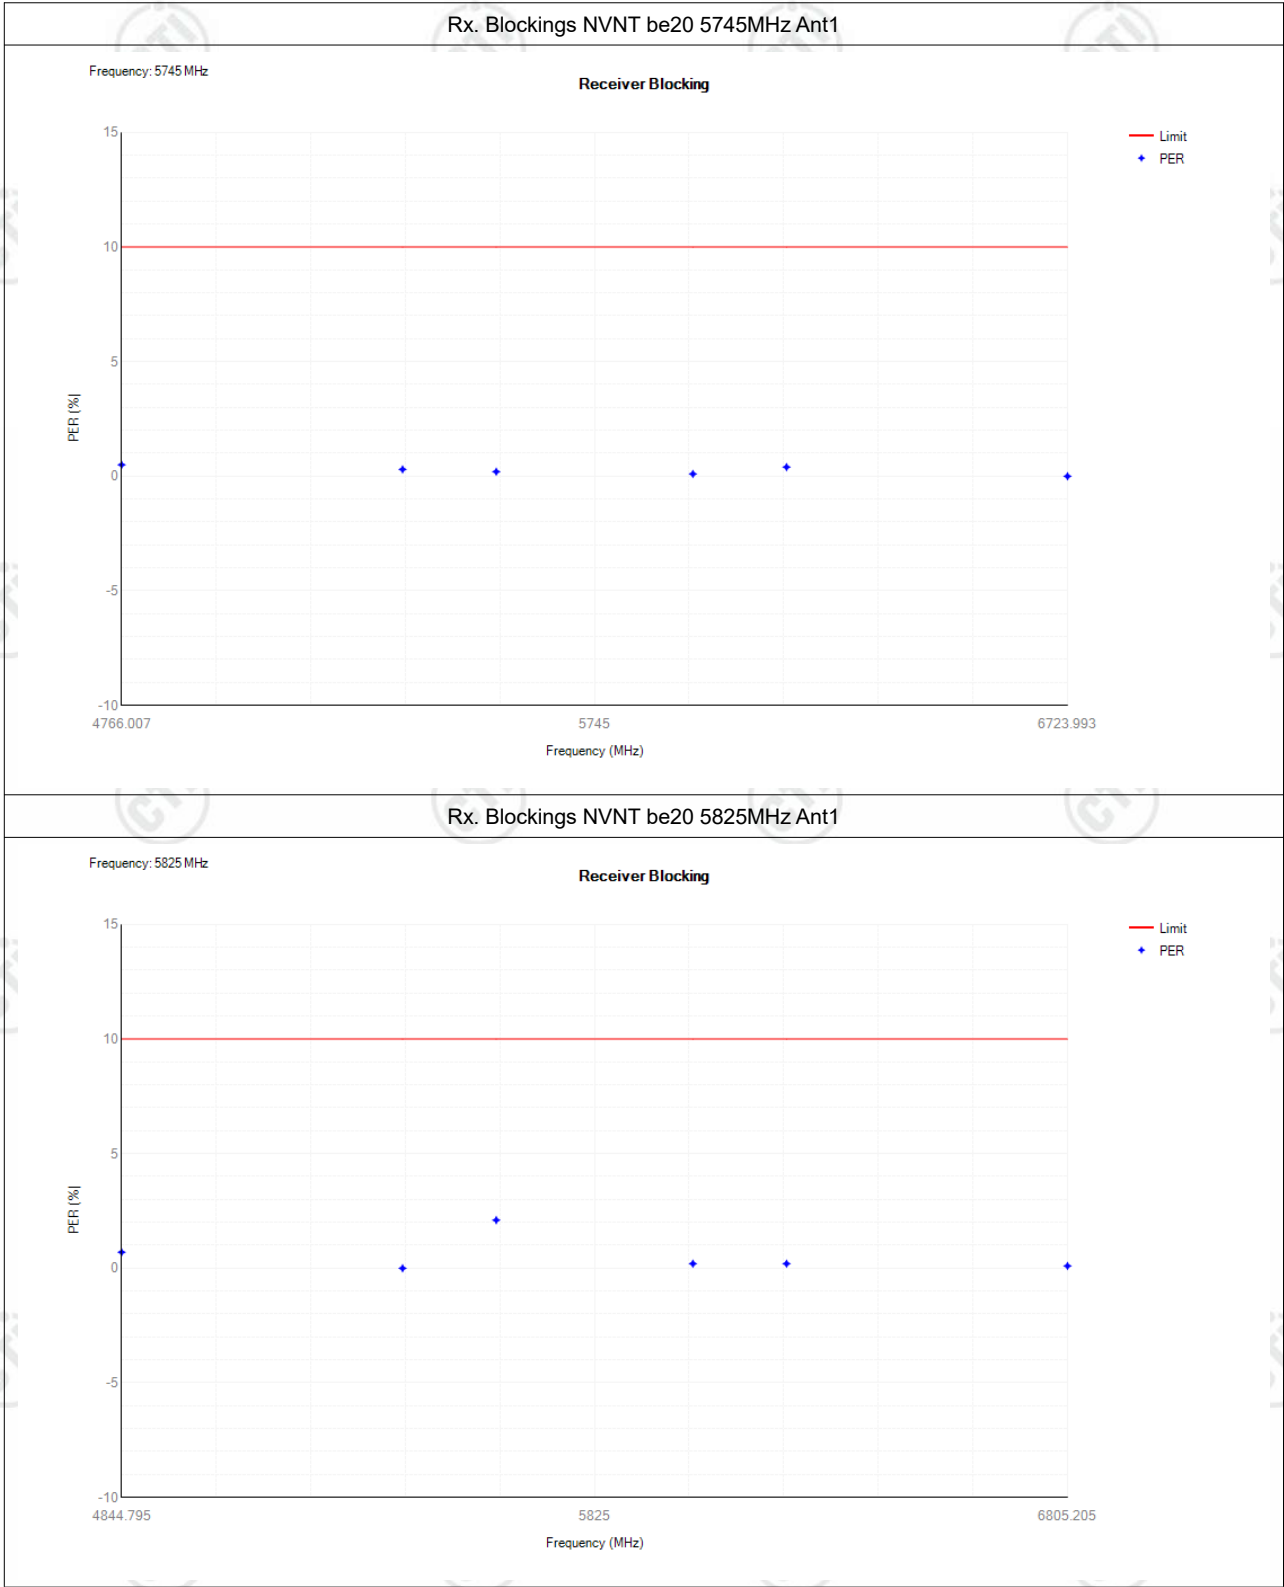 Rx. Blockings NVNT be20 5745MHz Ant1
Frequency: 5745 MHz
Receiver Blocking
15
10
5
0
-5
-10
PER (%)
4766.007
5745
6723.993
Frequency (MHz)
Limit
PER
Rx. Blockings NVNT be20 5825MHz Ant1
Frequency: 5825 MHz
Receiver Blocking
15
10
5
0
-5
-10
PER (%)
4844.795
5825
6805.205
Frequency (MHz)
Limit
PER